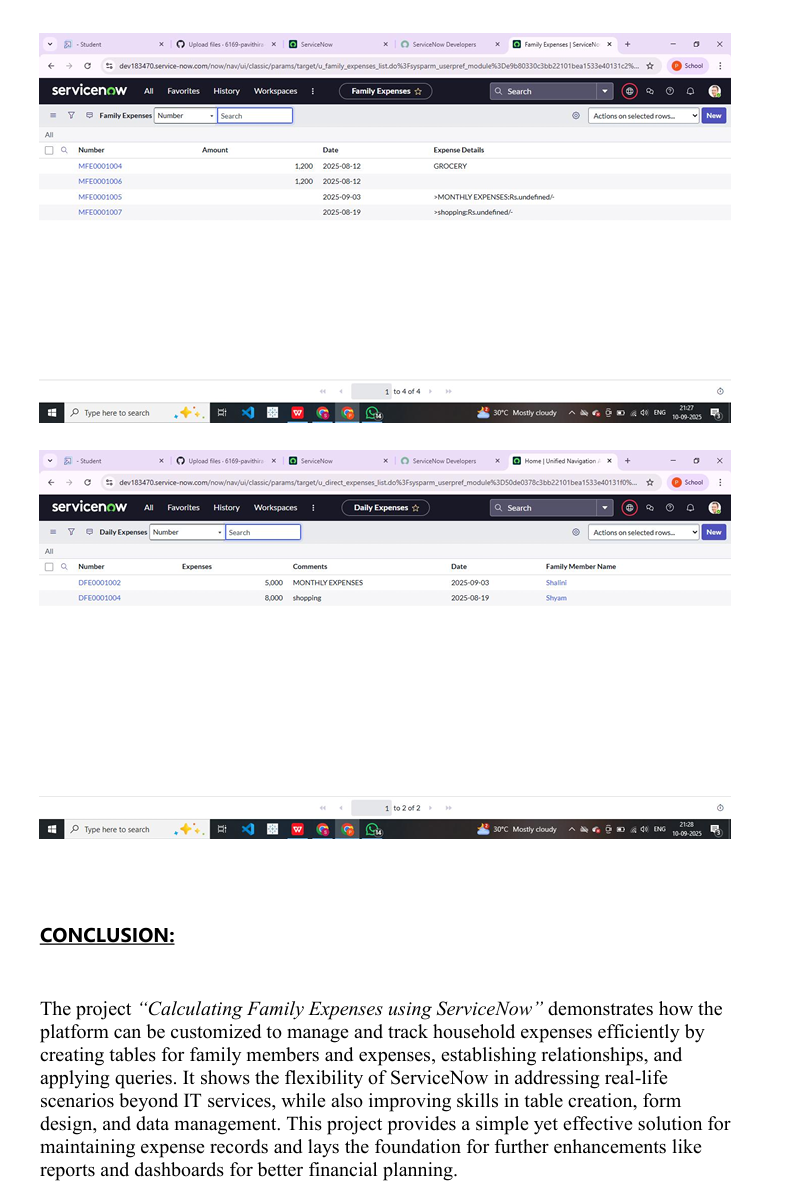 - Student
Upload files · 6169-pavithira
ServiceNow
ServiceNow Developers
Family Expenses | ServiceNo
dev183470.service-now.com/now/nav/ui/classic/params/target/u_family_expenses_list.do%3Fsysparm_userpref_module%3De9b80330c3bb22101bea1533e40131c2%...
School
servicenow All Favorites History Workspaces Family Expenses Search
Family Expenses Number Search Actions on selected rows... New
All
Number Amount Date Expense Details
MFE0001004 1,200 2025-08-12 GROCERY
MFE0001006 1,200 2025-08-12
MFE0001005 2025-09-03 >MONTHLY EXPENSES:Rs.undefined/-
MFE0001007 2025-08-19 >shopping:Rs.undefined/-
1 to 4 of 4
Type here to search 14 30°C Mostly cloudy ENG 21:27
10-09-2025 3
- Student
Upload files · 6169-pavithira
ServiceNow
ServiceNow Developers
Home | Unified Navigation
dev183470.service-now.com/now/nav/ui/classic/params/target/u_direct_expenses_list.do%3Fsysparm_userpref_module%3D50de0378c3bb22101bea1533e40131f0%...
School
servicenow All Favorites History Workspaces Daily Expenses Search
Daily Expenses Number Search Actions on selected rows... New
All
Number Expenses Comments Date Family Member Name
DFE0001002 5,000 MONTHLY EXPENSES 2025-09-03 Shalini
DFE0001004 8,000 shopping 2025-08-19 Shyam
1 to 2 of 2
Type here to search 14 30°C Mostly cloudy ENG 21:28
10-09-2025 3
CONCLUSION:
The project “Calculating Family Expenses using ServiceNow” demonstrates how the
platform can be customized to manage and track household expenses efficiently by
creating tables for family members and expenses, establishing relationships, and
applying queries. It shows the flexibility of ServiceNow in addressing real-life
scenarios beyond IT services, while also improving skills in table creation, form
design, and data management. This project provides a simple yet effective solution for
maintaining expense records and lays the foundation for further enhancements like
reports and dashboards for better financial planning.